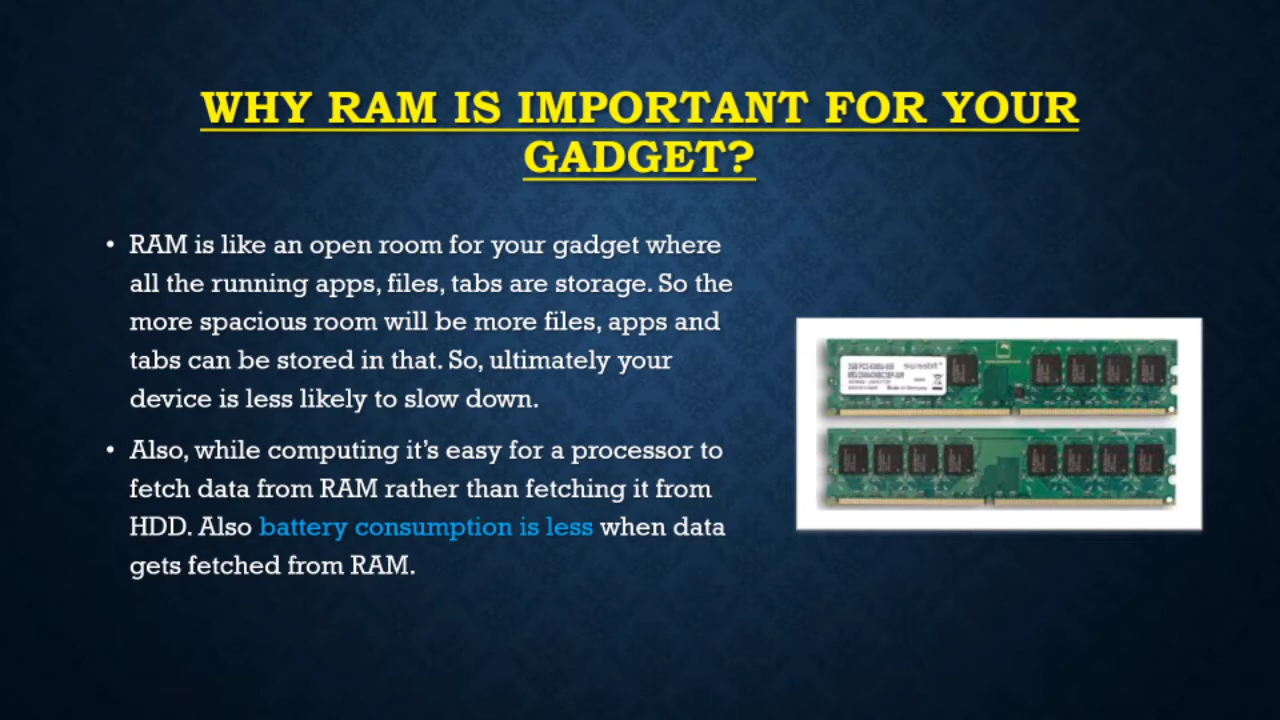 WHY RAM IS IMPORTANT FOR YOUR
GADGET?
• RAM is like an open room for your gadget where
all the running apps, files, tabs are storage. So the
more spacious room will be more files, apps and
tabs can be stored in that. So, ultimately your
device is less likely to slow down.
• Also, while computing it’s easy for a processor to
fetch data from RAM rather than fetching it from
HDD. Also battery consumption is less when data
gets fetched from RAM.
Made in Germany